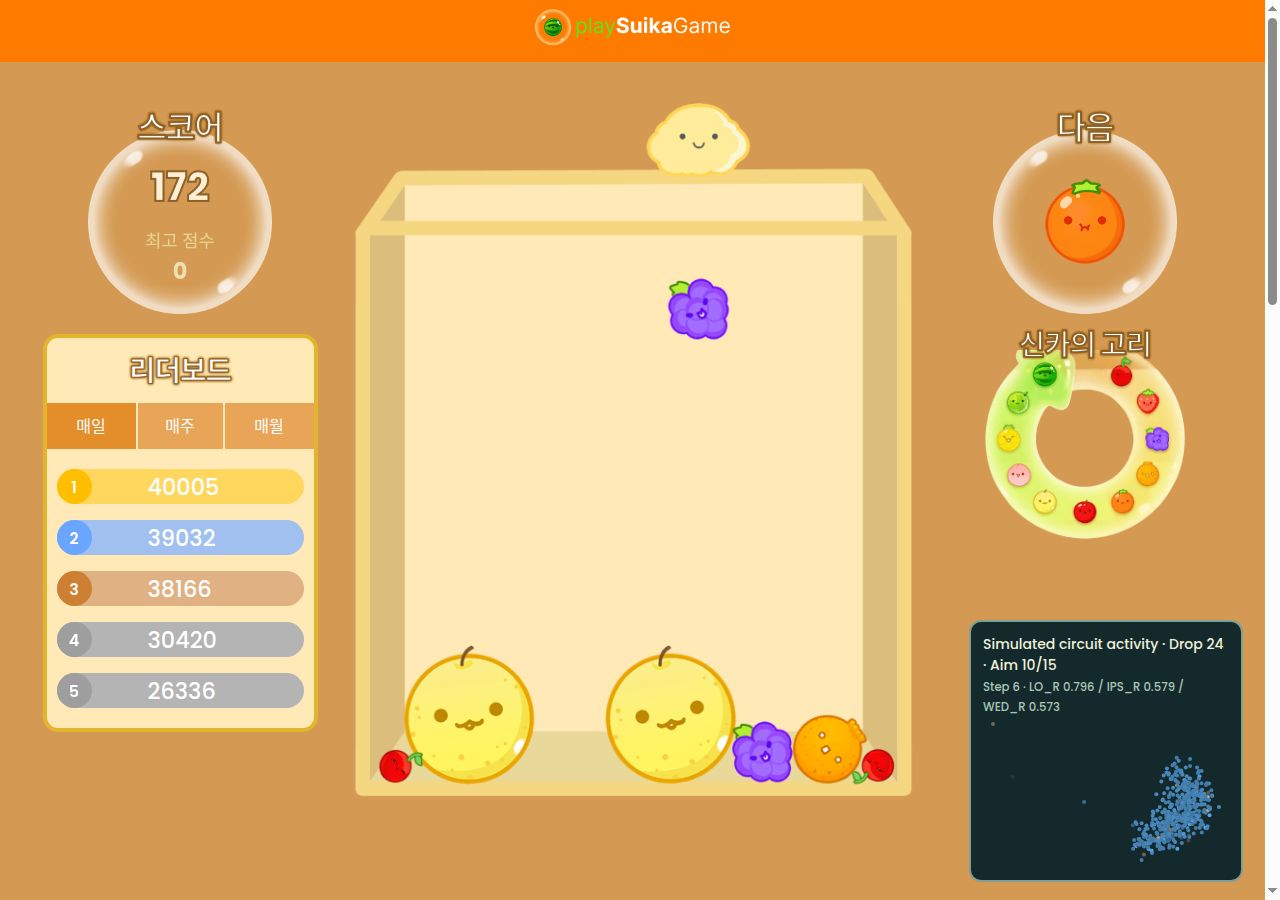 playSuikaGame
스코어
172
최고 점수
0
다음
신카의 고리
리더보드
매일 매주 매월
1 40005
2 39032
3 38166
4 30420
5 26336
Simulated circuit activity · Drop 24
· Aim 10/15
Step 6 · LO_R 0.796 / IPS_R 0.579 /
WED_R 0.573